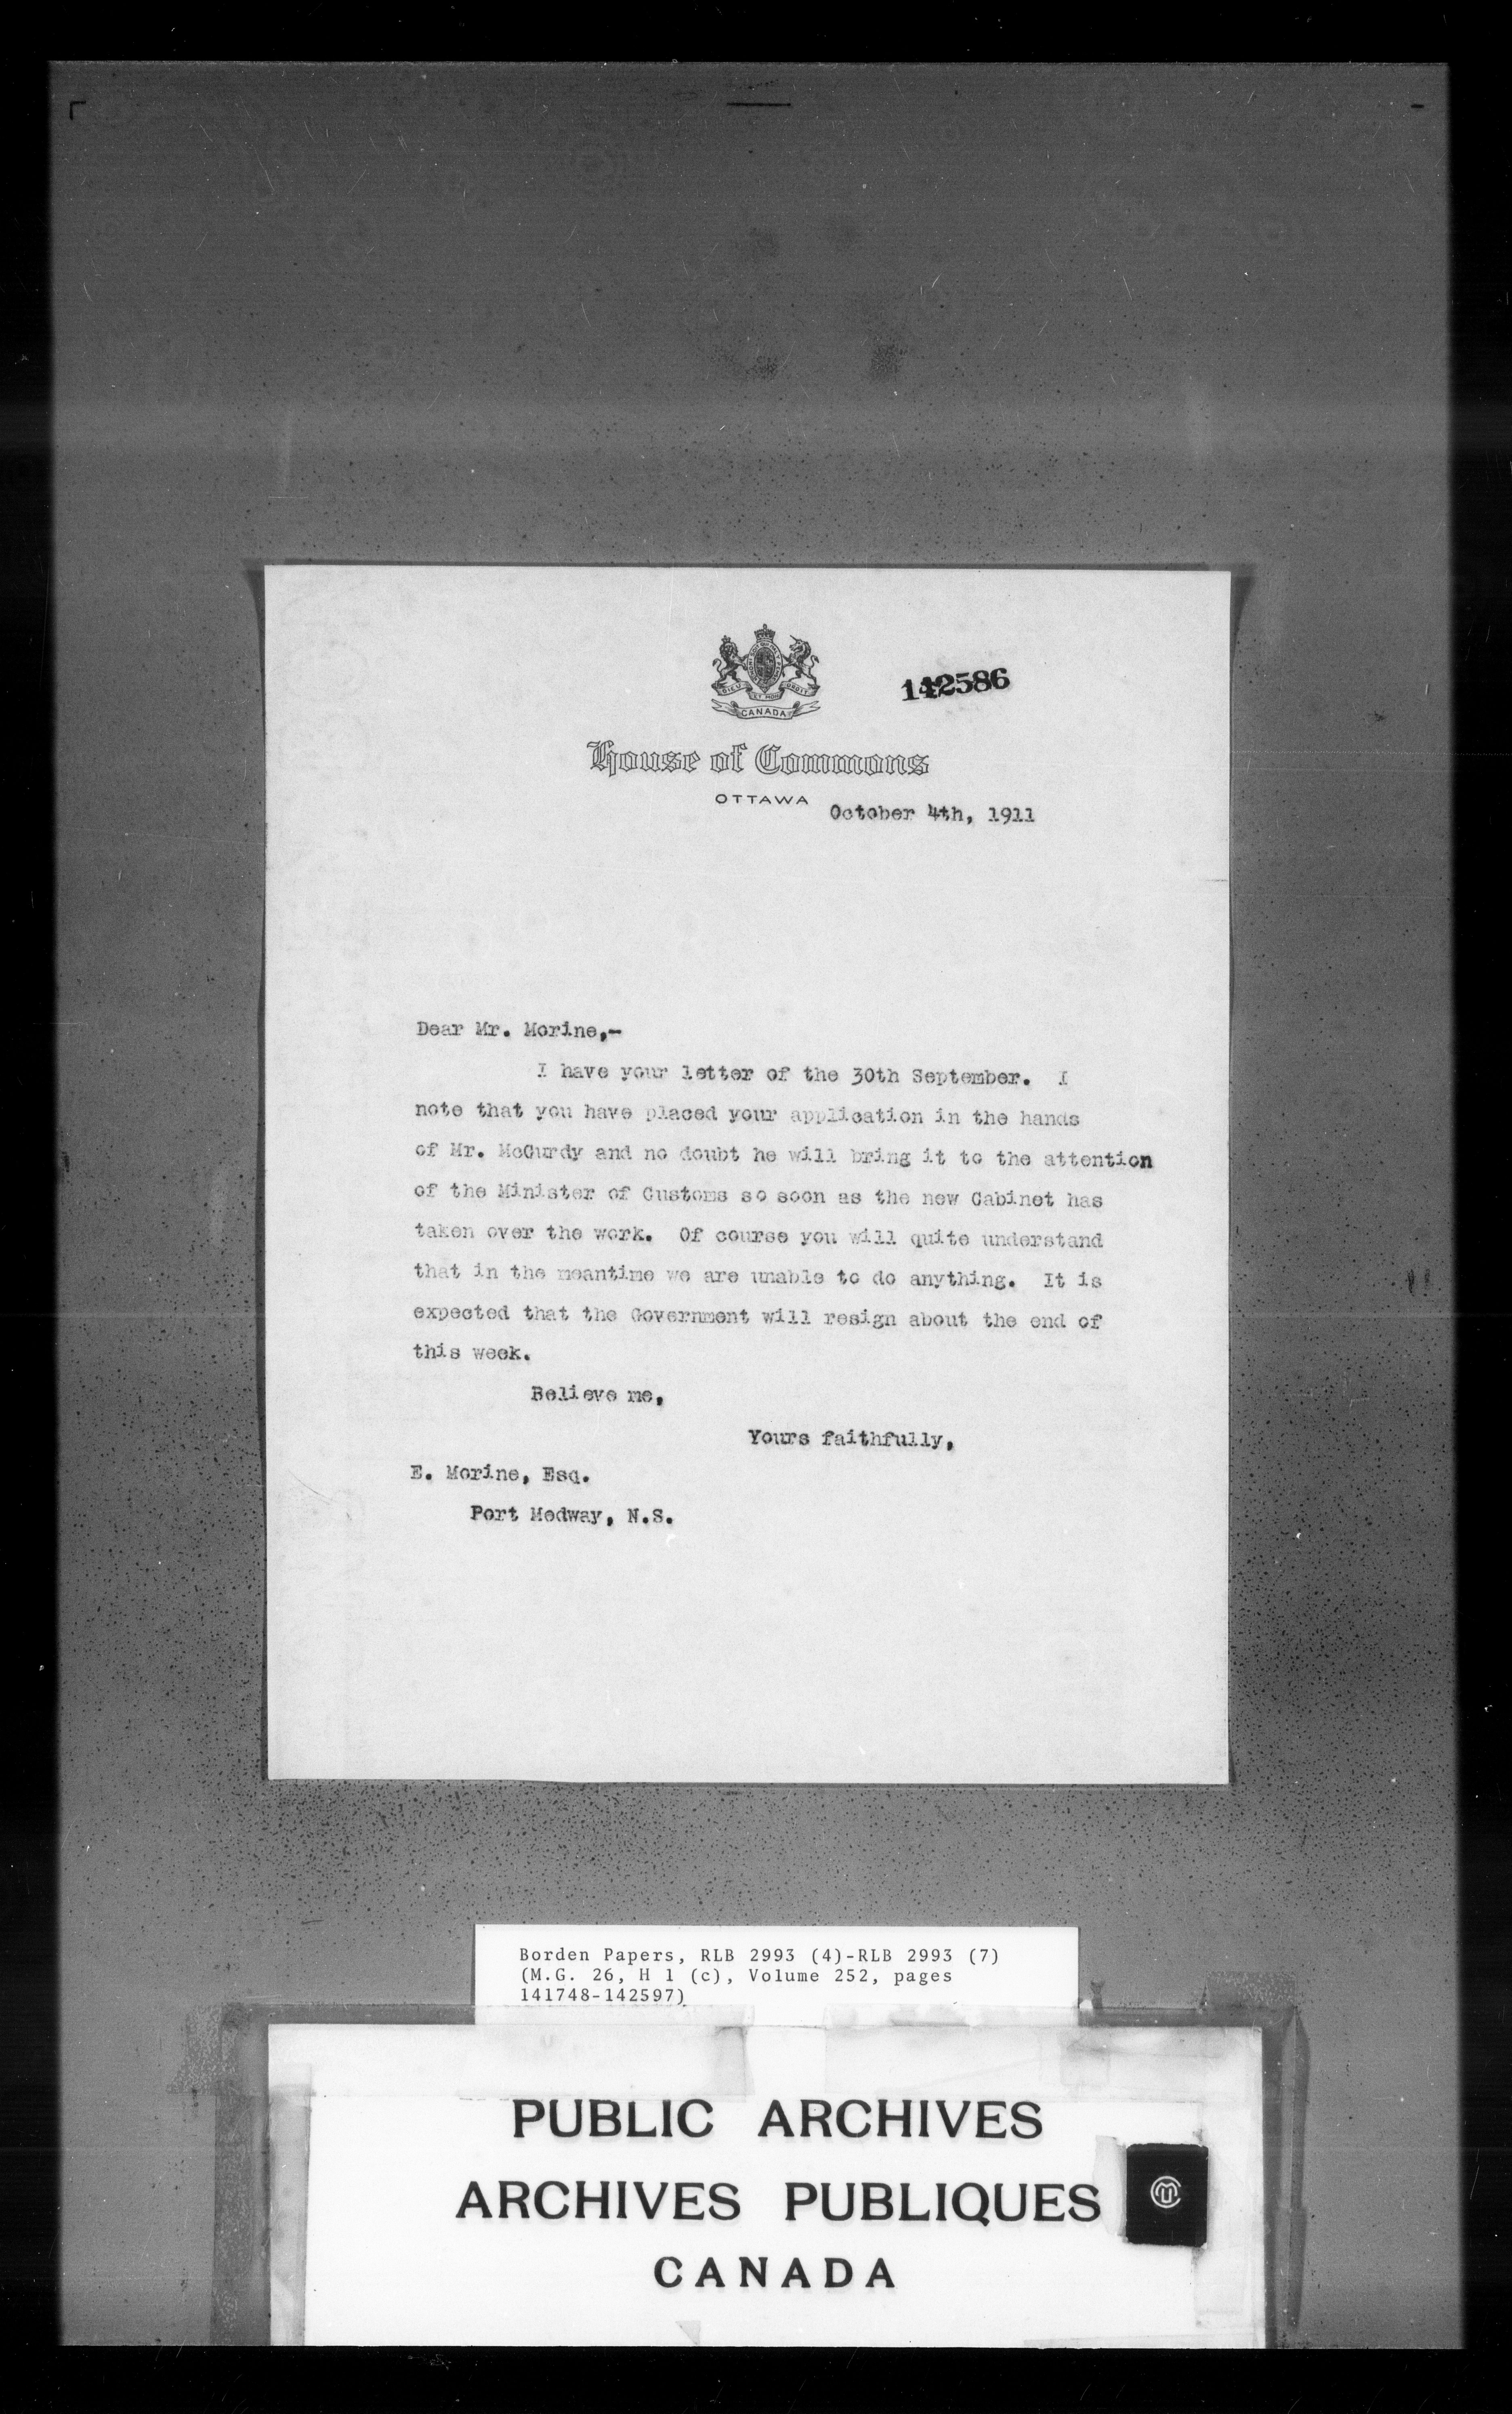 DIEU ET MON DROIT
CANADA
142586
House of Commons
OTTAWA
October 4th, 1911
Dear Mr. Morine,-
I have your letter of the 30th September. I
note that you have placed your application in the hands
of Mr. McCurdy and no doubt he will bring it to the attention
of the Minister of Customs so soon as the new Cabinet has
taken over the work. Of course you will quite understand
that in the meantime we are unable to do anything. It is
expected that the Government will resign about the end of
this week.
Believe me,
Yours faithfully,
E. Morine, Esq.
Port Medway, N.S.
Borden Papers, RLB 2993 (4)-RLB 2993 (7)
(M.G. 26, H 1 (c), Volume 252, pages
141748-142597)
PUBLIC ARCHIVES
ARCHIVES PUBLIQUES
CANADA